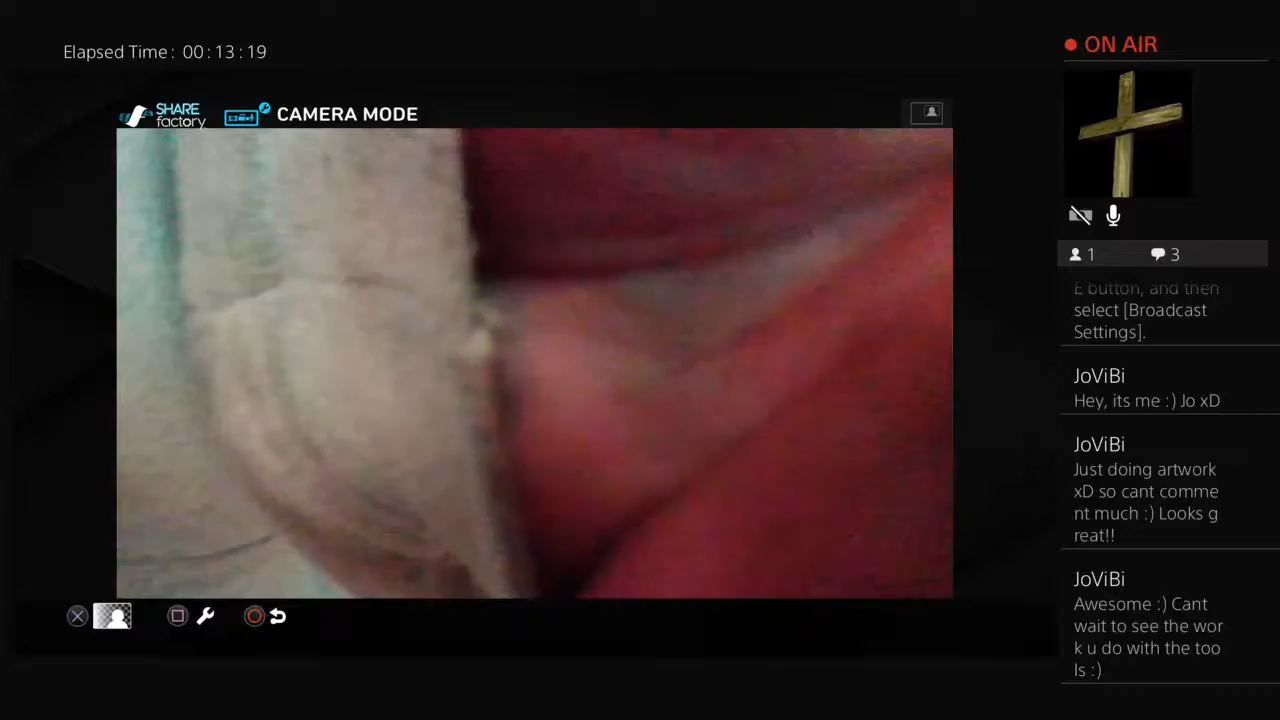 Elapsed Time: 00:13:19
ON AIR
SHARE
factory
CAMERA MODE
1
3
E button, and then
select [Broadcast
Settings].
JoViBi
Hey, its me :) Jo xD
JoViBi
Just doing artwork
xD so cant comme
nt much :) Looks g
reat!!
JoViBi
Awesome :) Cant
wait to see the wor
k u do with the too
ls :)